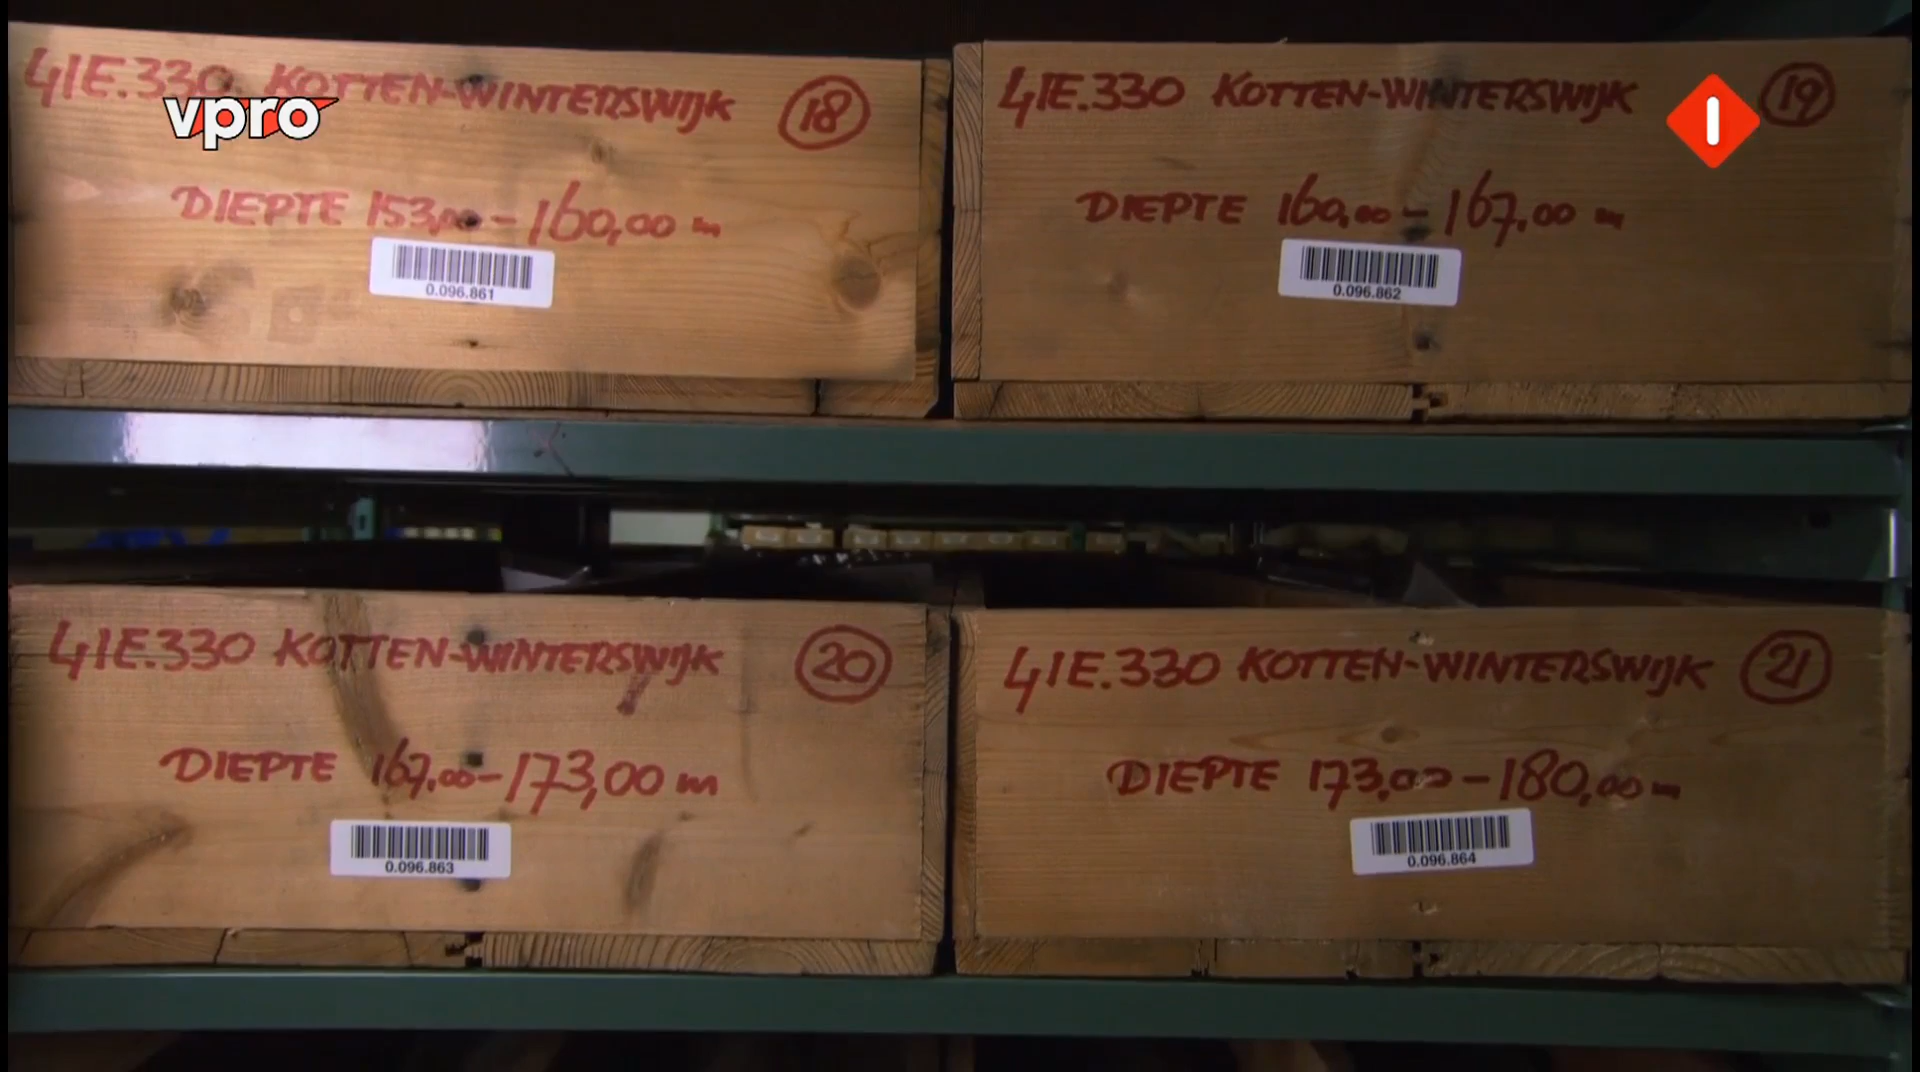 41E.330 KOTTEN-WINTERSWIJK 18
vpro
DIEPTE 153,00-160,00 m
0.096.861
41E.330 KOTTEN-WINTERSWIJK 19
1
DIEPTE 160,00-167,00 m
0.096.862
41E.330 KOTTEN-WINTERSWIJK 20
DIEPTE 167,00-173,00 m
0.096.863
41E.330 KOTTEN-WINTERSWIJK 21
DIEPTE 173,00-180,00 m
0.096.864